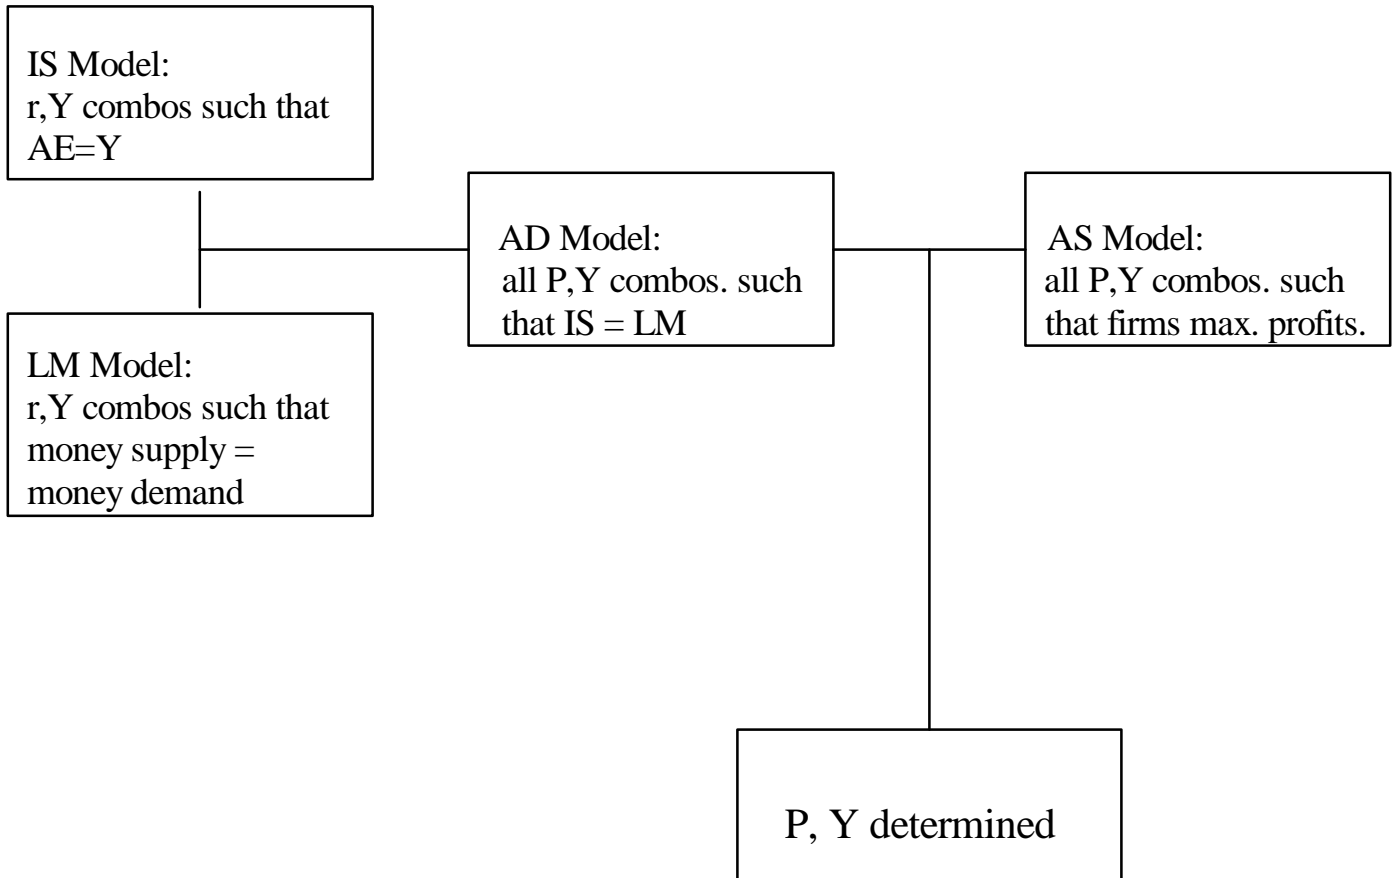 IS Model:
r,Y combos such that
AE=Y
LM Model:
r,Y combos such that
money supply =
money demand
AD Model:
all P,Y combos. such
that IS = LM
AS Model:
all P,Y combos. such
that firms max. profits.
P, Y determined